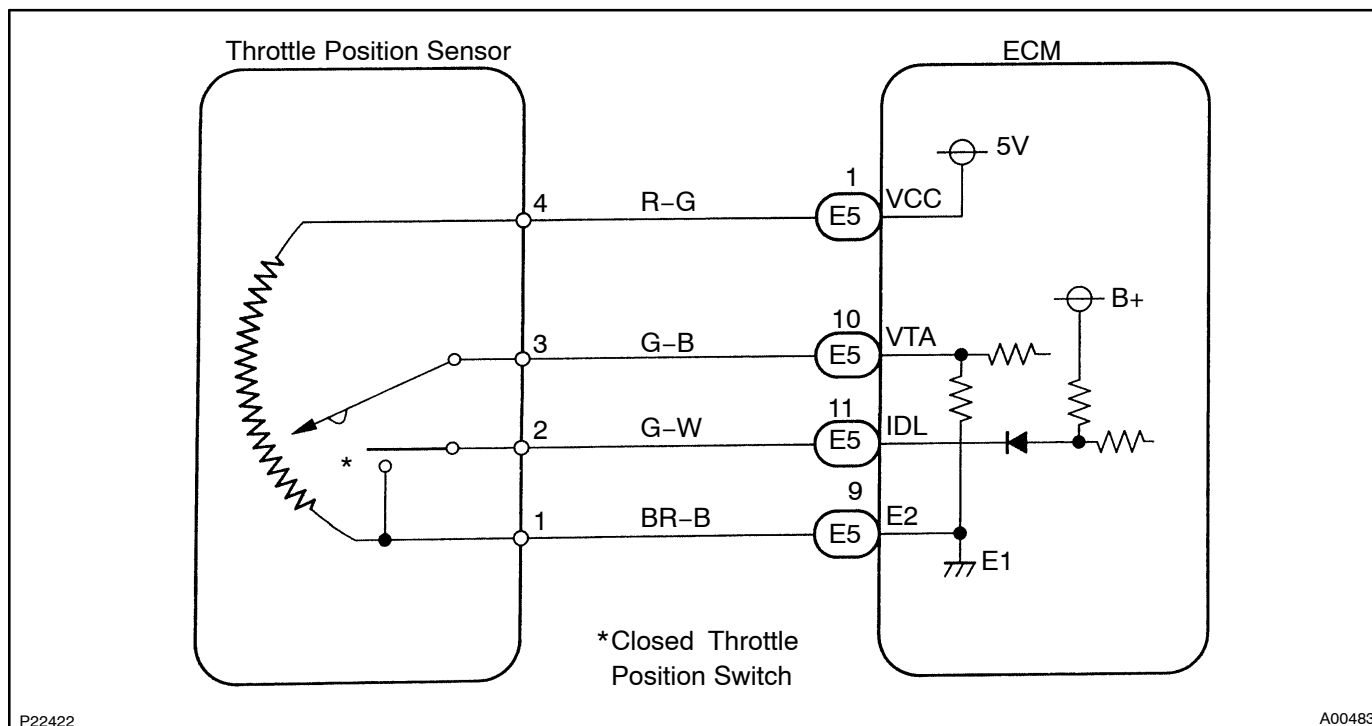 Throttle Position Sensor
ECM
5V
1
4
R−G
E5
VCC
B+
10
3
G−B
E5
VTA
11
2
G−W
E5
IDL
*
9
1
BR−B
E5
E2
E1
*Closed Throttle
Position Switch
P22422
A00483